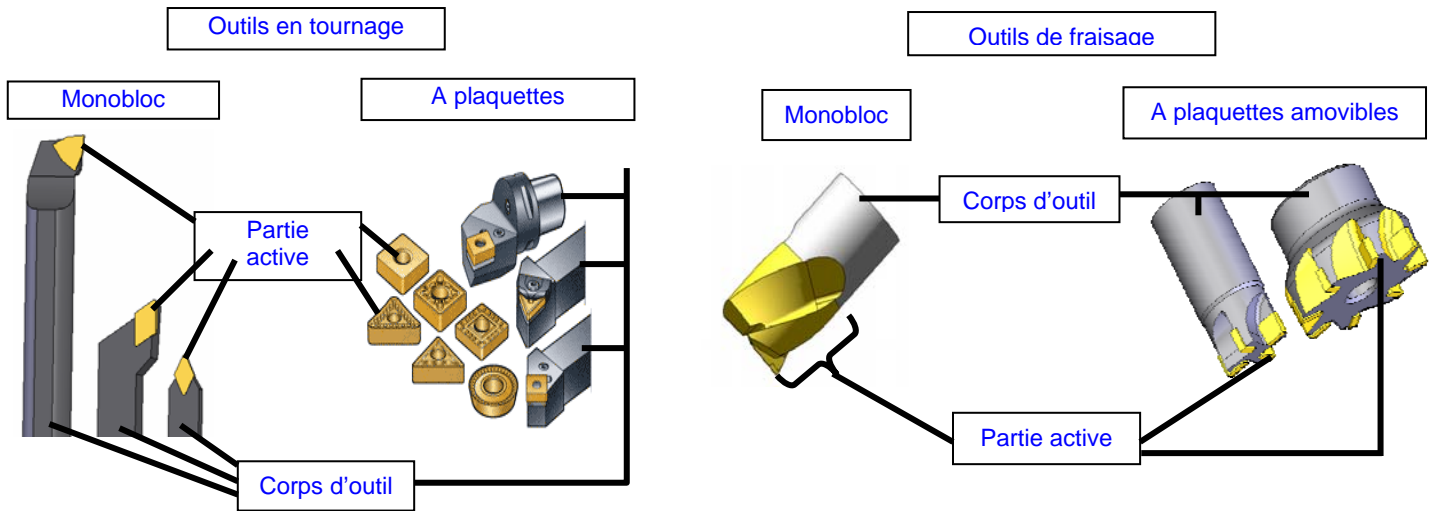 Outils en tournage
Monobloc
A plaquettes
Partie
active
Corps d'outil
Outils de fraisage
Monobloc
A plaquettes amovibles
Corps d'outil
Partie active